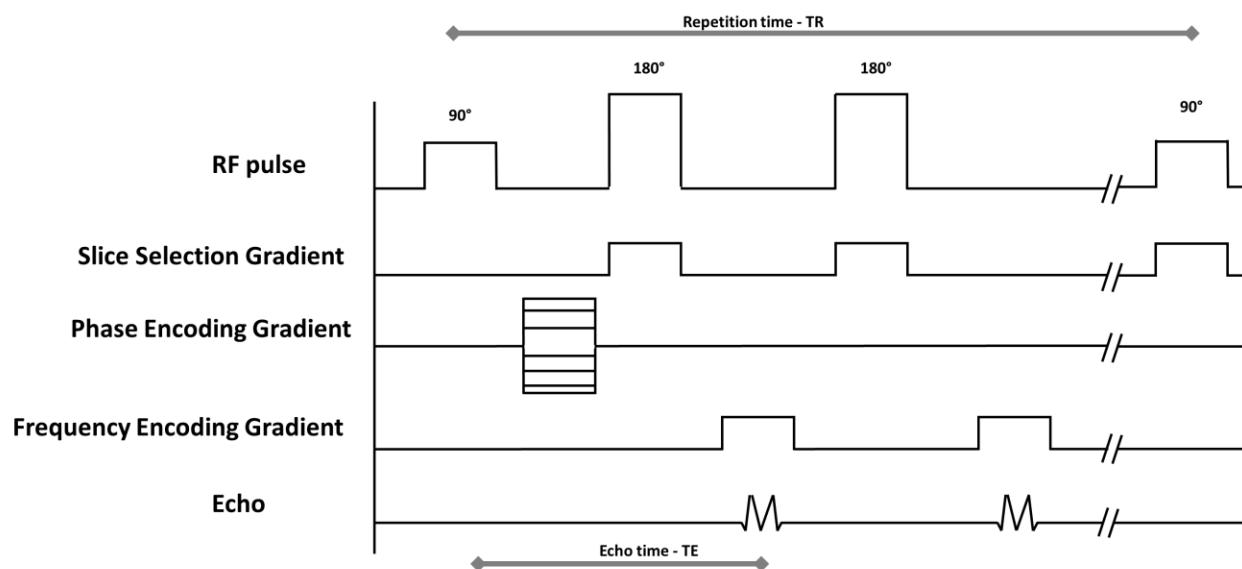 Repetition time - TR
180°
180°
90°
90°
RF pulse
Slice Selection Gradient
Phase Encoding Gradient
Frequency Encoding Gradient
Echo
Echo time - TE